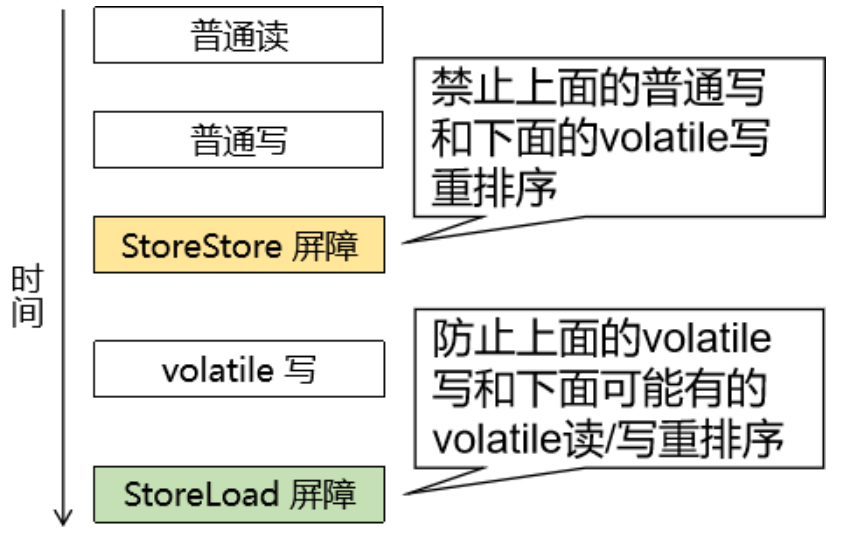 普通读
普通写
StoreStore 屏障
volatile 写
StoreLoad 屏障
时
间
禁止上面的普通写
和下面的volatile写
重排序
防止上面的volatile
写和下面可能有的
volatile读/写重排序